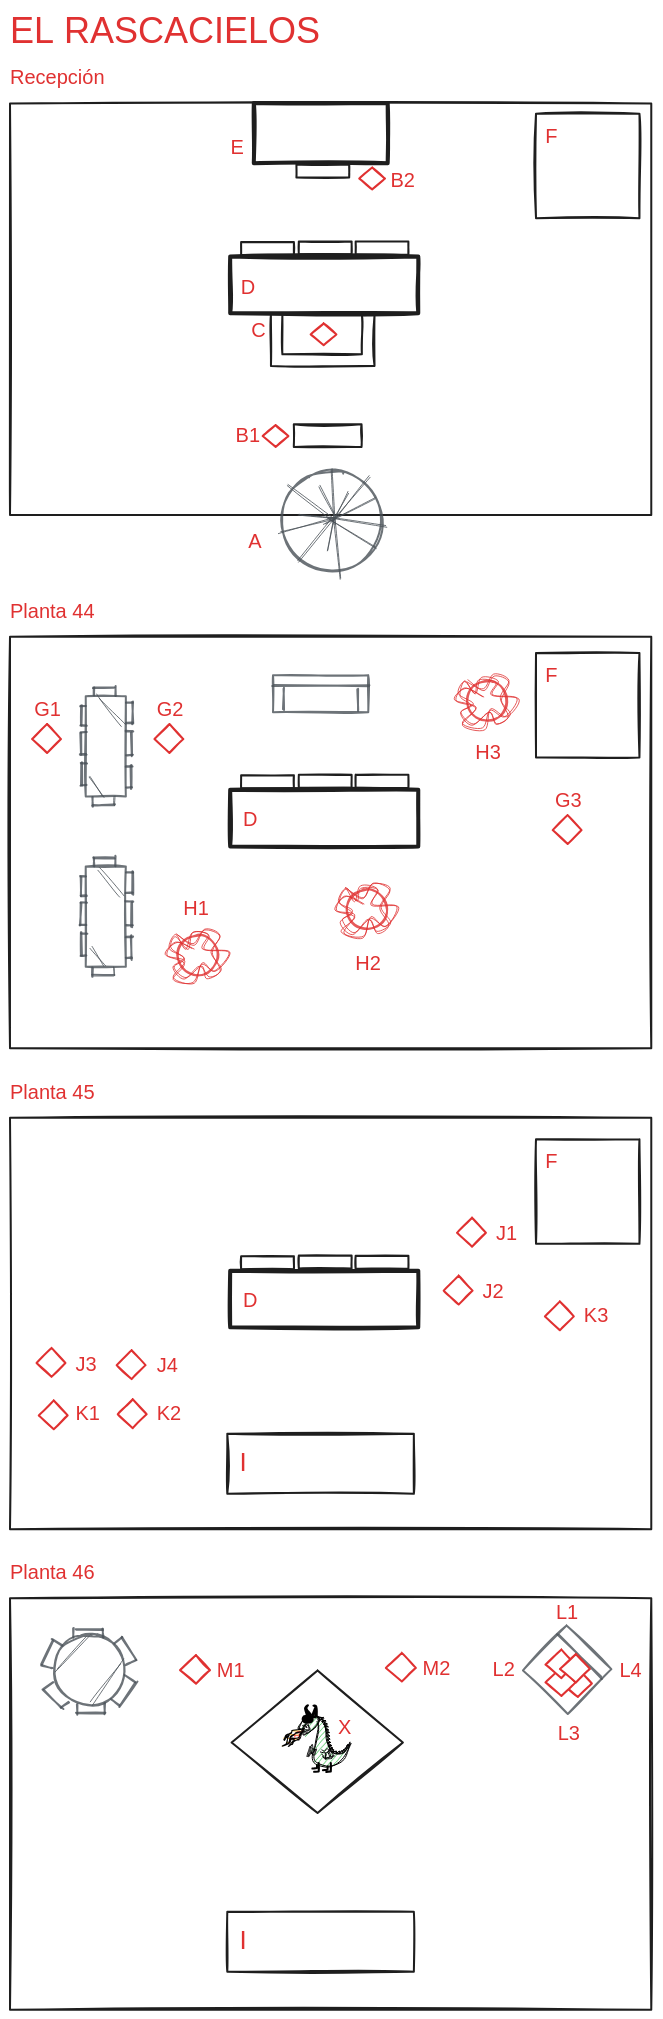 EL RASCACIELOS
Recepción
E
F
B2
D
C
B1
A
Planta 44
F
G1
G2
H3
G3
D
H1
H2
Planta 45
F
J1
J2
K3
D
J3
J4
K1
K2
I
Planta 46
L1
M1
M2
L2
L4
X
L3
I